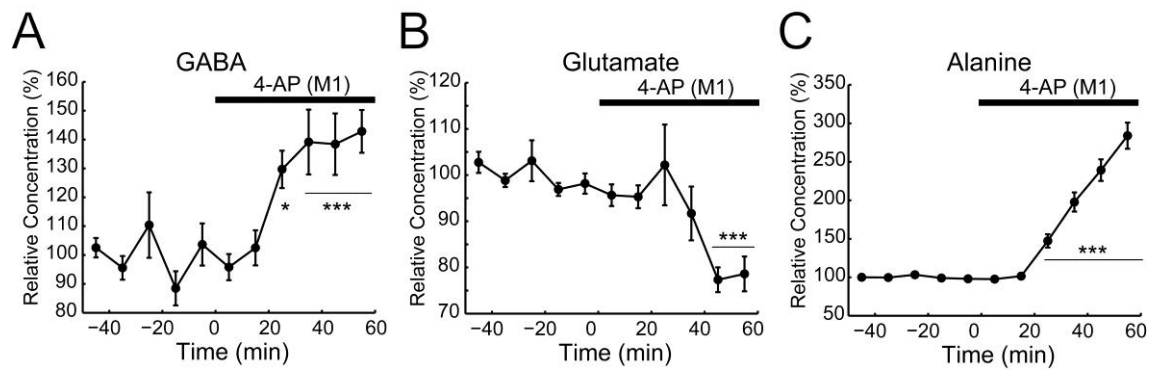 A
GABA
4-AP (M1)
Relative Concentration (%)
160
150
140
130
120
110
100
90
80
−40 −20 0 20 40 60
Time (min)
*
***
B
Glutamate
4-AP (M1)
Relative Concentration (%)
120
110
100
90
80
70
−40 −20 0 20 40 60
Time (min)
***
C
Alanine
4-AP (M1)
Relative Concentration (%)
350
300
250
200
150
100
50
−40 −20 0 20 40 60
Time (min)
***